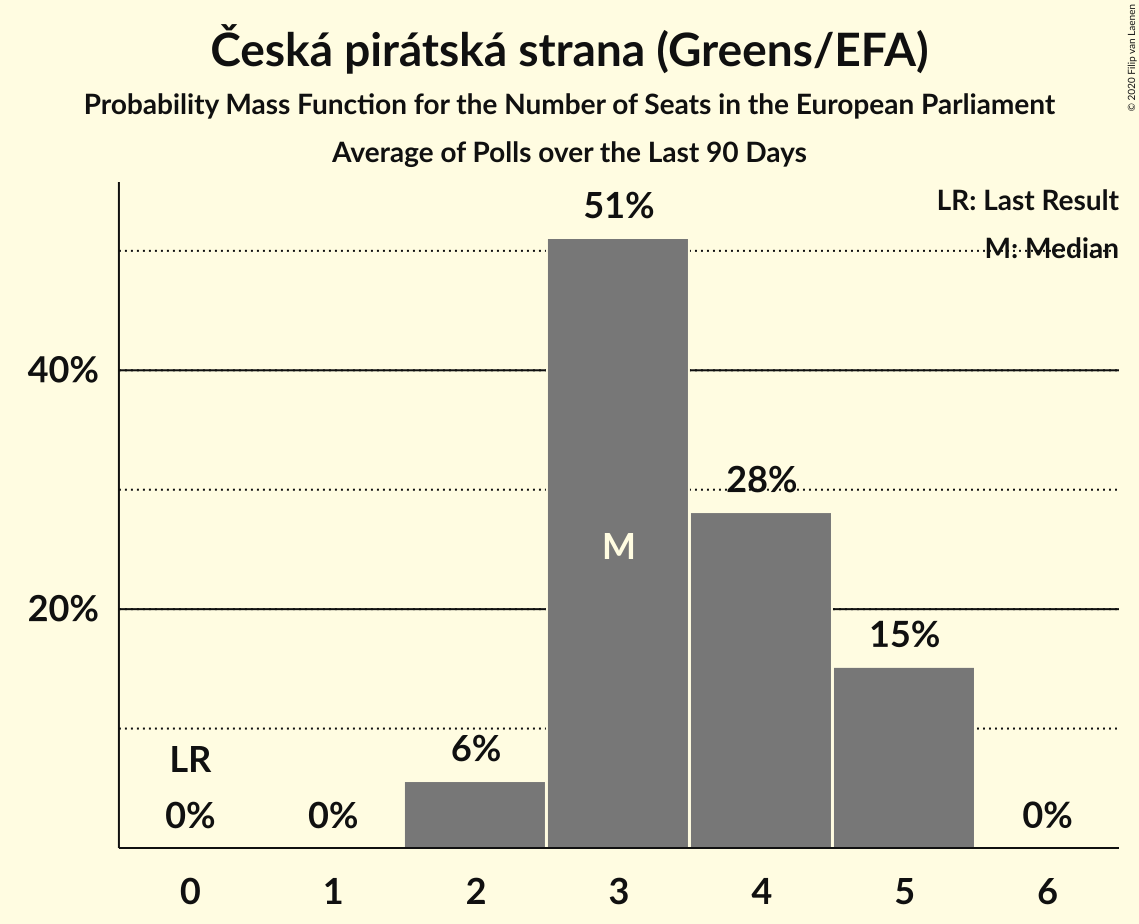 Česká pirátská strana (Greens/EFA)
Probability Mass Function for the Number of Seats in the European Parliament
Average of Polls over the Last 90 Days
© 2020 Filip van Laenen
LR: Last Result
M: Median
51%
40%
28%
M
20%
15%
6%
LR
0%
0%
0%
0 1 2 3 4 5 6